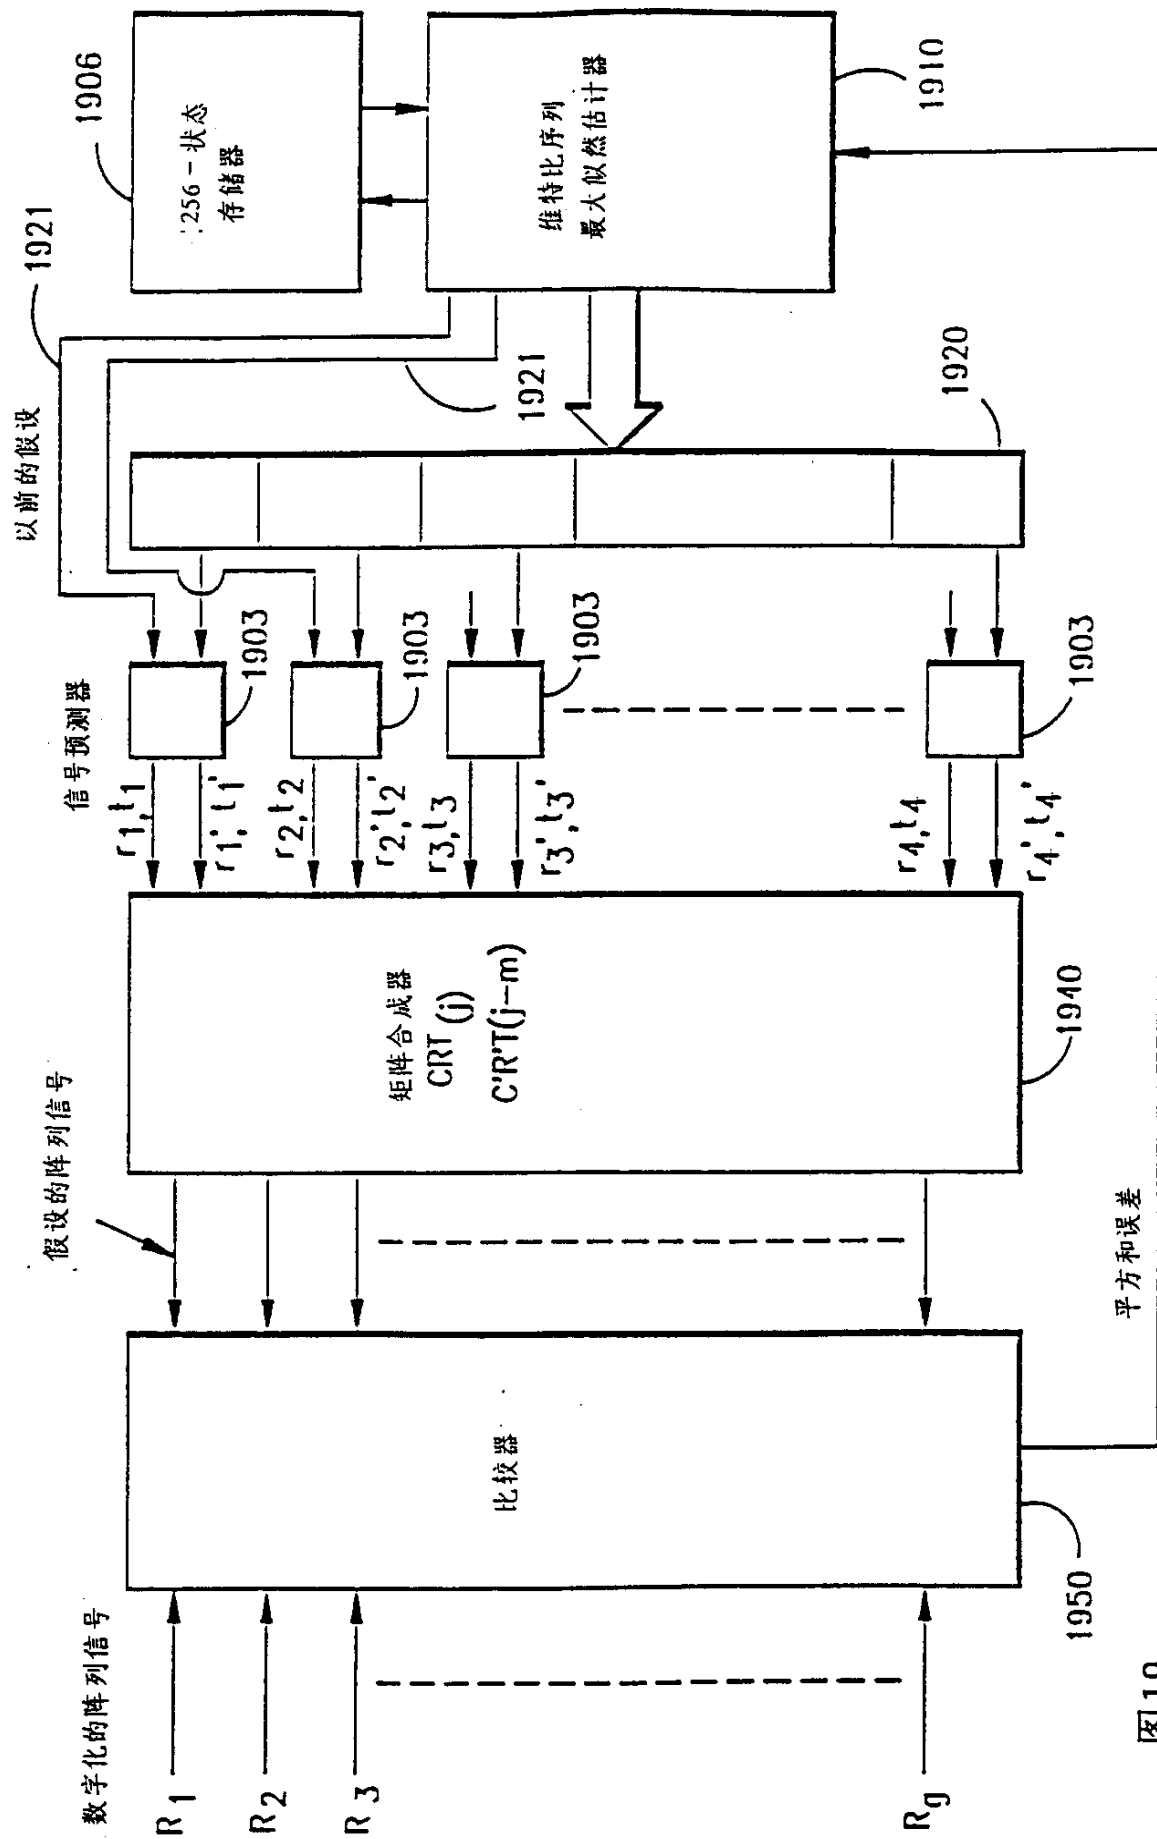 1906
256－状态
存储器
维特比序列
最大似然估计器
1910
1921
1921
以前的假设
1920
信号预测器
1903
1903
1903
1903
r1,t1
r1',t1'
r2,t2
r2',t2'
r3,t3
r3',t3'
r4,t4
r4',t4'
矩阵合成器
CRT(j)
C'R'T(j-m)
1940
假设的阵列信号
平方和误差
比较器
1950
数字化的阵列信号
R1
R2
R3
Rg
图19